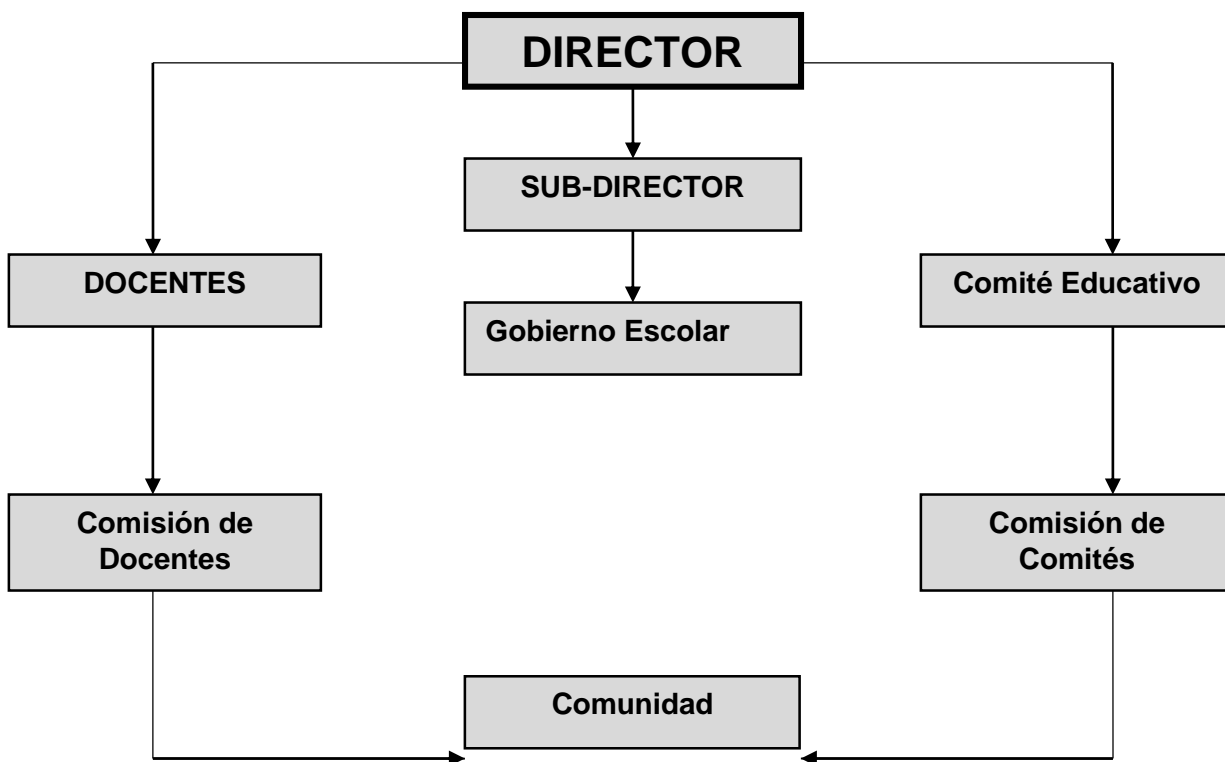 DIRECTOR
SUB-DIRECTOR
DOCENTES
Comité Educativo
Gobierno Escolar
Comisión de
Docentes
Comisión de
Comités
Comunidad